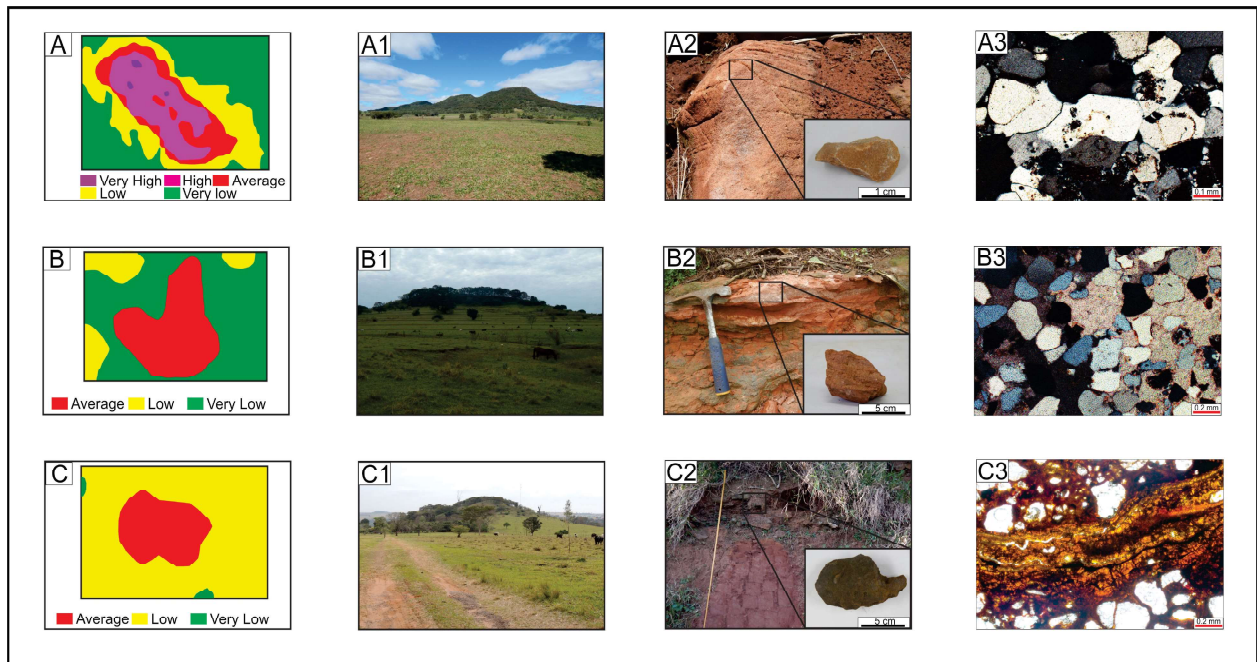 A
A1
A2
A3
Very High High Average
Low Very low
1 cm
0.1 mm
B
B1
B2
B3
Average Low Very Low
5 cm
0.2 mm
C
C1
C2
C3
Average Low Very Low
5 cm
0.2 mm